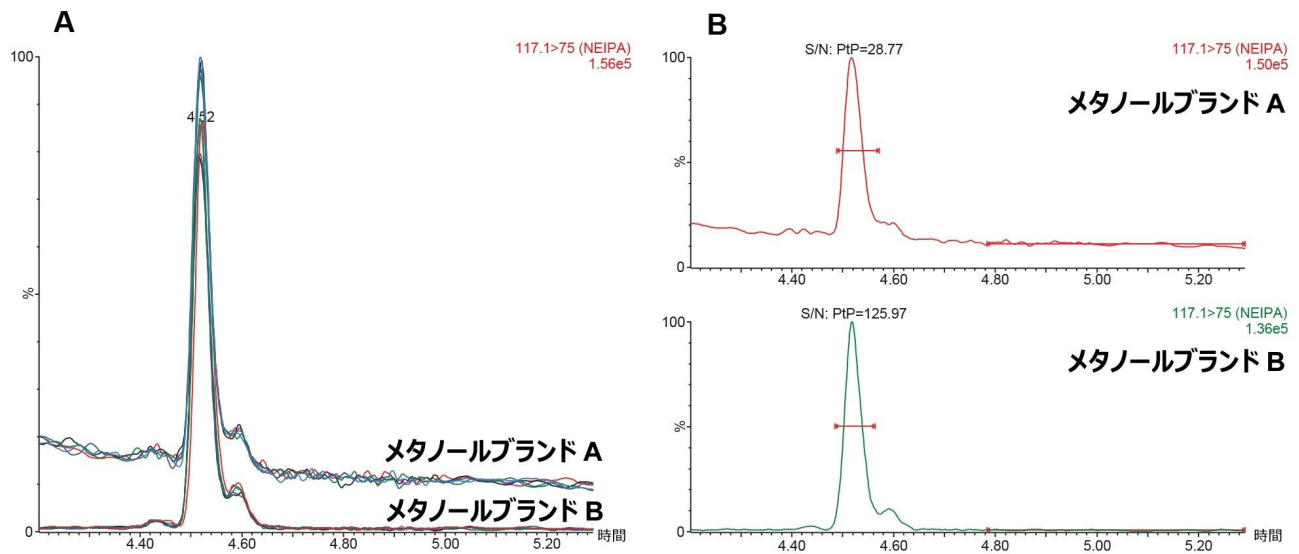 A
117.1>75 (NEIPA)
1.56e5
100
4.52
%
メタノールブランド A
メタノールブランド B
0
4.40 4.60 4.80 5.00 5.20 時間
B
S/N: PtP=28.77
117.1>75 (NEIPA)
1.50e5
メタノールブランド A
100
%
0
4.40 4.60 4.80 5.00 5.20
S/N: PtP=125.97
117.1>75 (NEIPA)
1.36e5
メタノールブランド B
100
%
0
4.40 4.60 4.80 5.00 5.20 時間